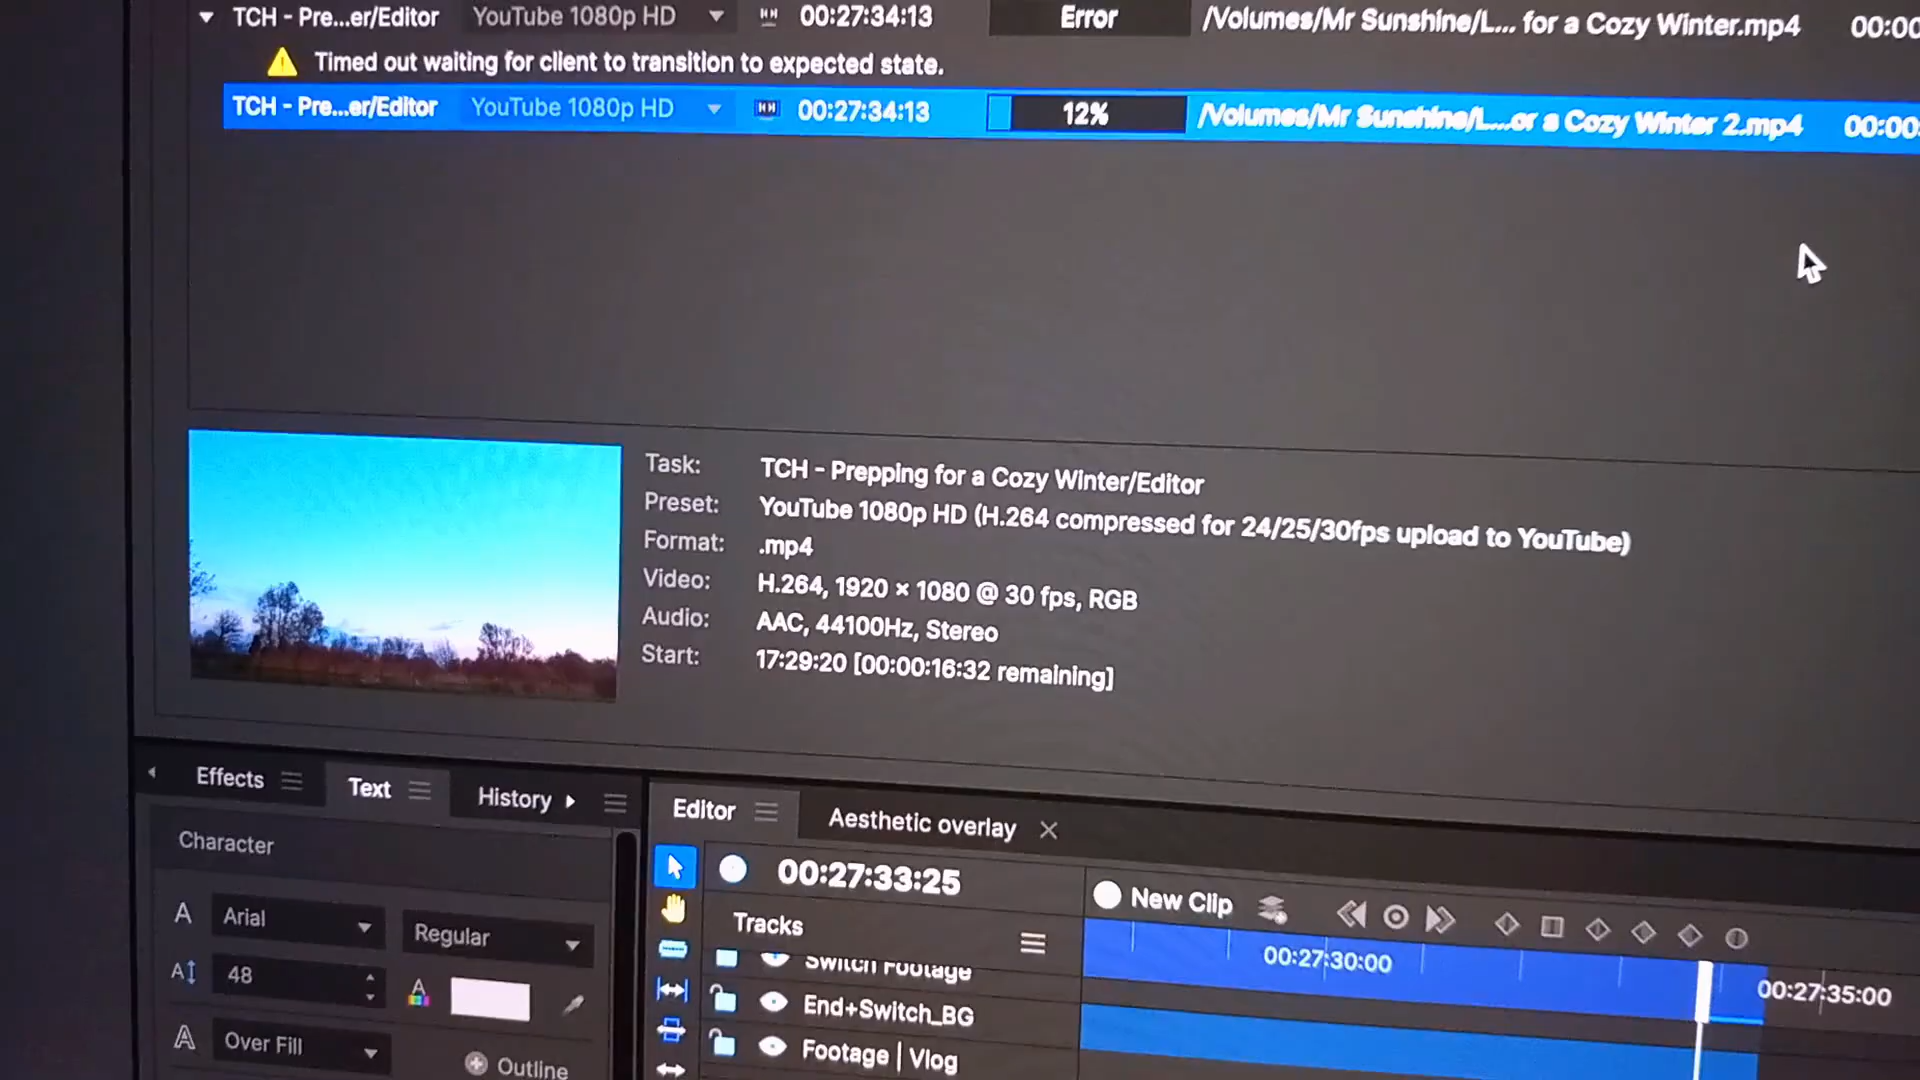 TCH - Pre...er/Editor YouTube 1080p HD 00:27:34:13 Error /Volumes/Mr Sunshine/L... for a Cozy Winter.mp4 00:00
Timed out waiting for client to transition to expected state.
TCH - Pre...er/Editor YouTube 1080p HD 00:27:34:13 12% /Volumes/Mr Sunshine/L...or a Cozy Winter 2.mp4 00:00
Task: TCH - Prepping for a Cozy Winter/Editor
Preset: YouTube 1080p HD (H.264 compressed for 24/25/30fps upload to YouTube)
Format: .mp4
Video: H.264, 1920 × 1080 @ 30 fps, RGB
Audio: AAC, 44100Hz, Stereo
Start: 17:29:20 [00:00:16:32 remaining]
Effects Text History
Editor Aesthetic overlay
Character
00:27:33:25
New Clip
Arial Regular
Tracks
00:27:30:00 00:27:35:00
48
Switch Footage
End+Switch_BG
Over Fill
Outline
Footage | Vlog